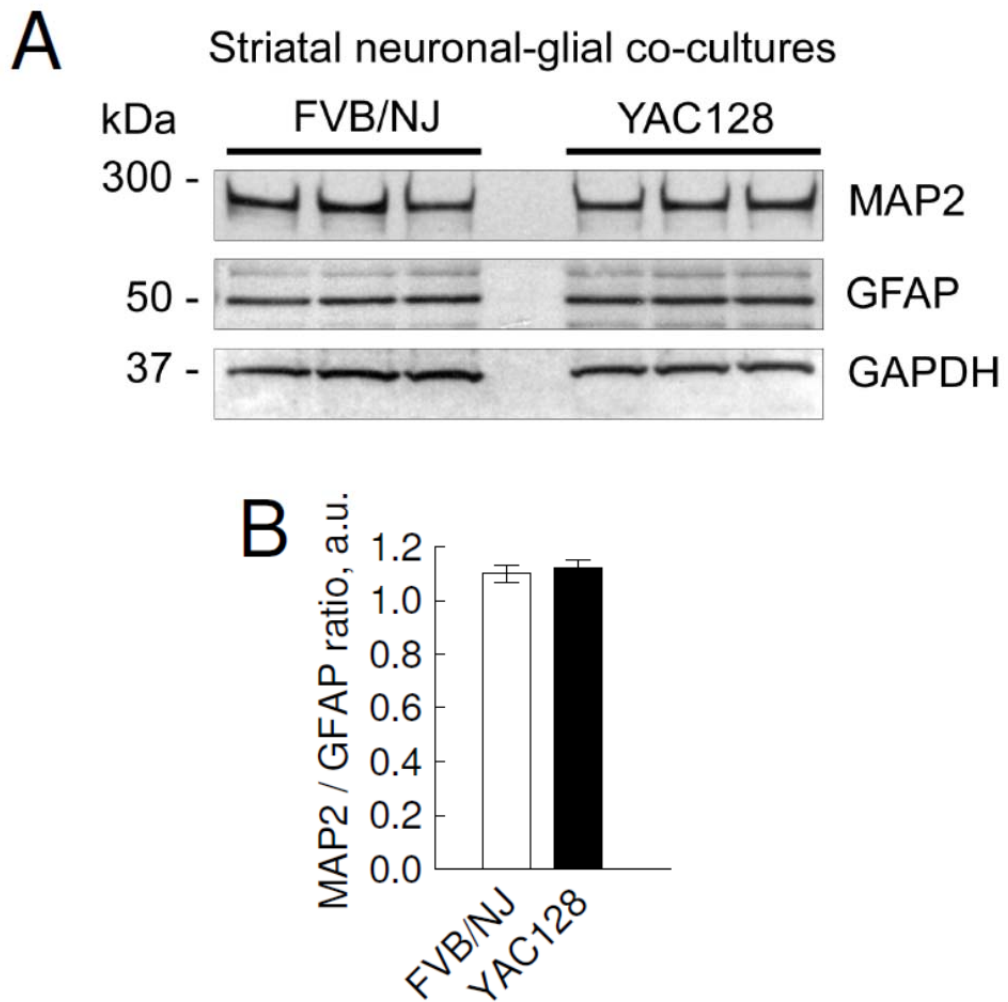 A
Striatal neuronal-glial co-cultures
kDa
FVB/NJ
YAC128
300 -
MAP2
50 -
GFAP
37 -
GAPDH
B
MAP2 / GFAP ratio, a.u.
1.2
1.0
0.8
0.6
0.4
0.2
0.0
FVB/NJ
YAC128